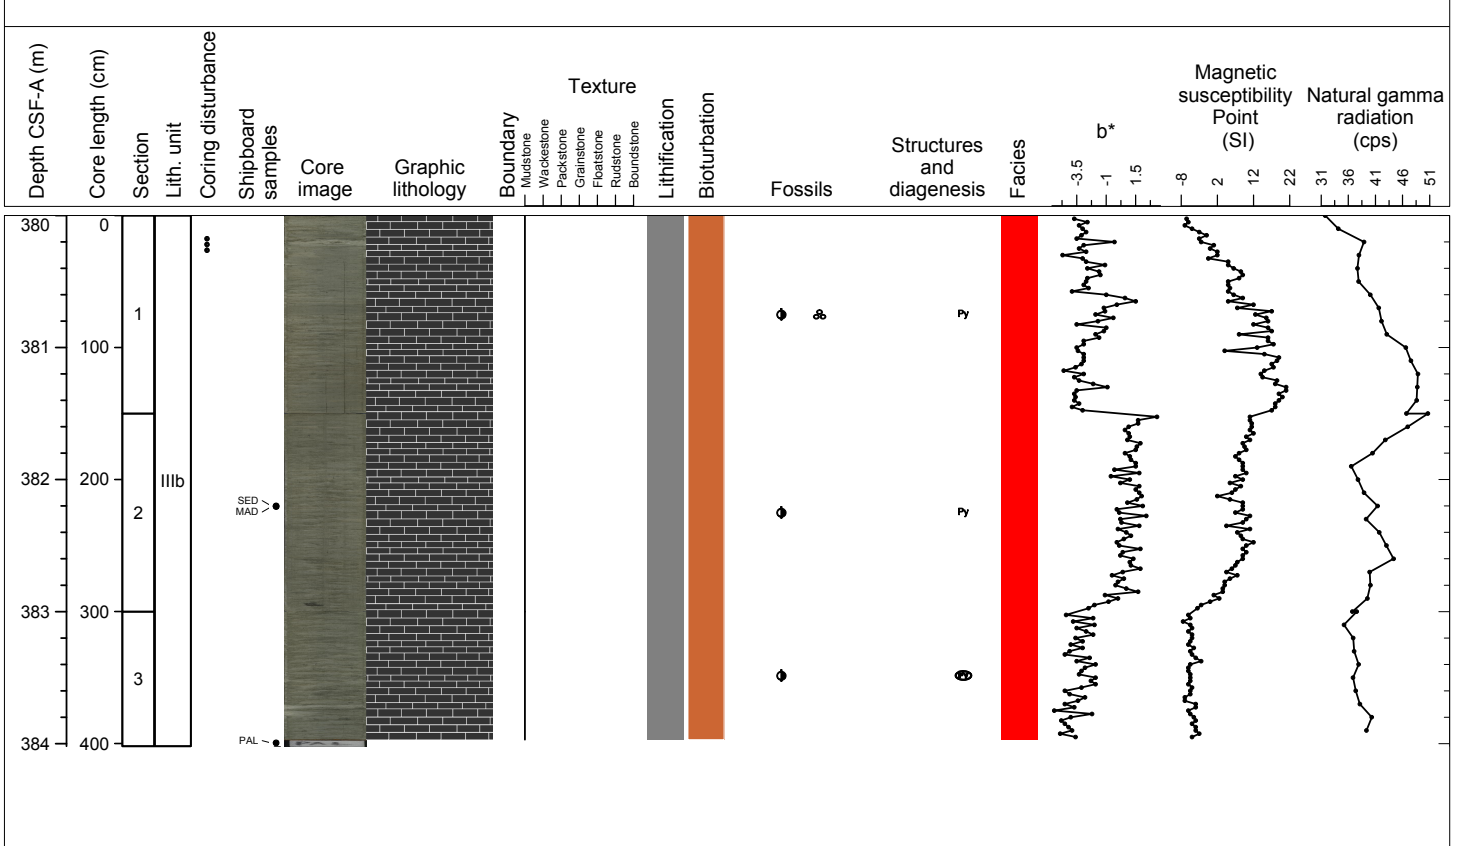 Depth CSF-A (m)
Core length (cm)
Section
Lith. unit
Coring disturbance
Shipboard
samples
Core
image
Graphic
lithology
Boundary
Texture
Mudstone
Wackestone
Packstone
Grainstone
Floatstone
Rudstone
Boundstone
Lithification
Bioturbation
Fossils
Structures
and
diagenesis
Facies
b*
-3.5
-1
1.5
Magnetic
susceptibility
Point
(SI)
-8
2
12
22
Natural gamma
radiation
(cps)
31
36
41
46
51
380
0
1
Py
381
100
382
200
IIIb
SED
MAD
2
Py
383
300
3
Py
PAL
384
400